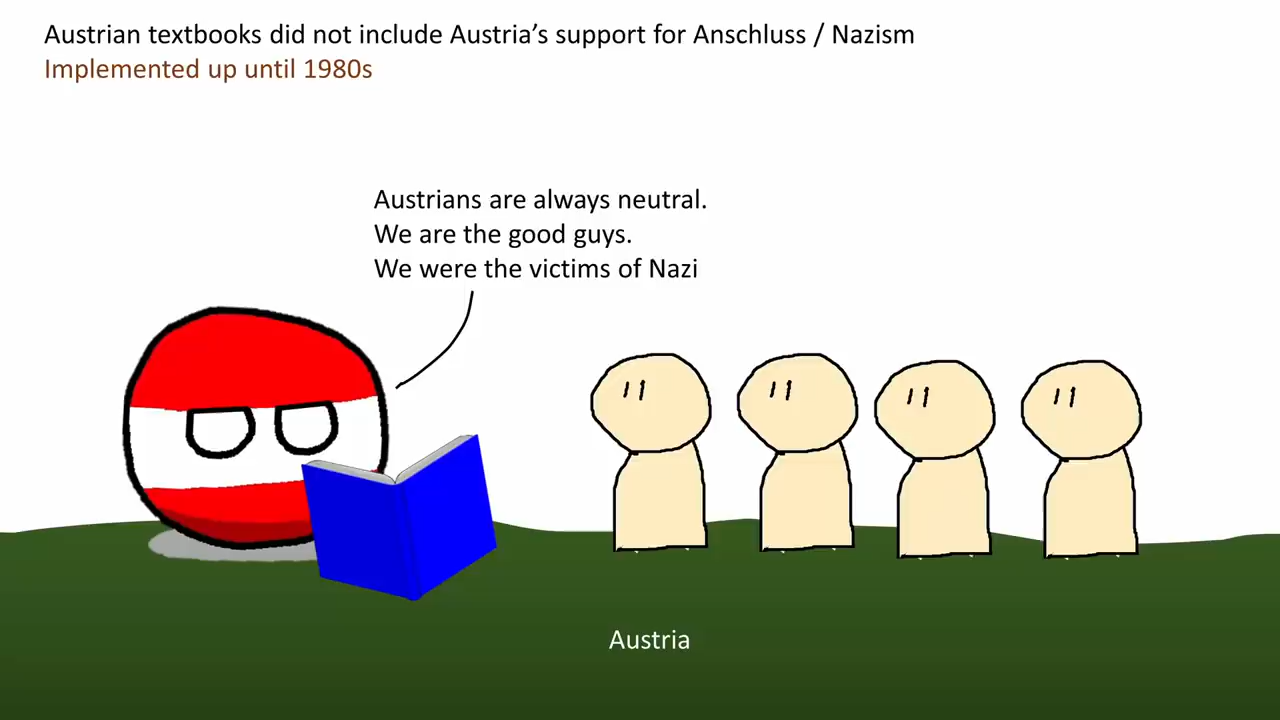 Austrian textbooks did not include Austria’s support for Anschluss / Nazism
Implemented up until 1980s
Austrians are always neutral.
We are the good guys.
We were the victims of Nazi
Austria